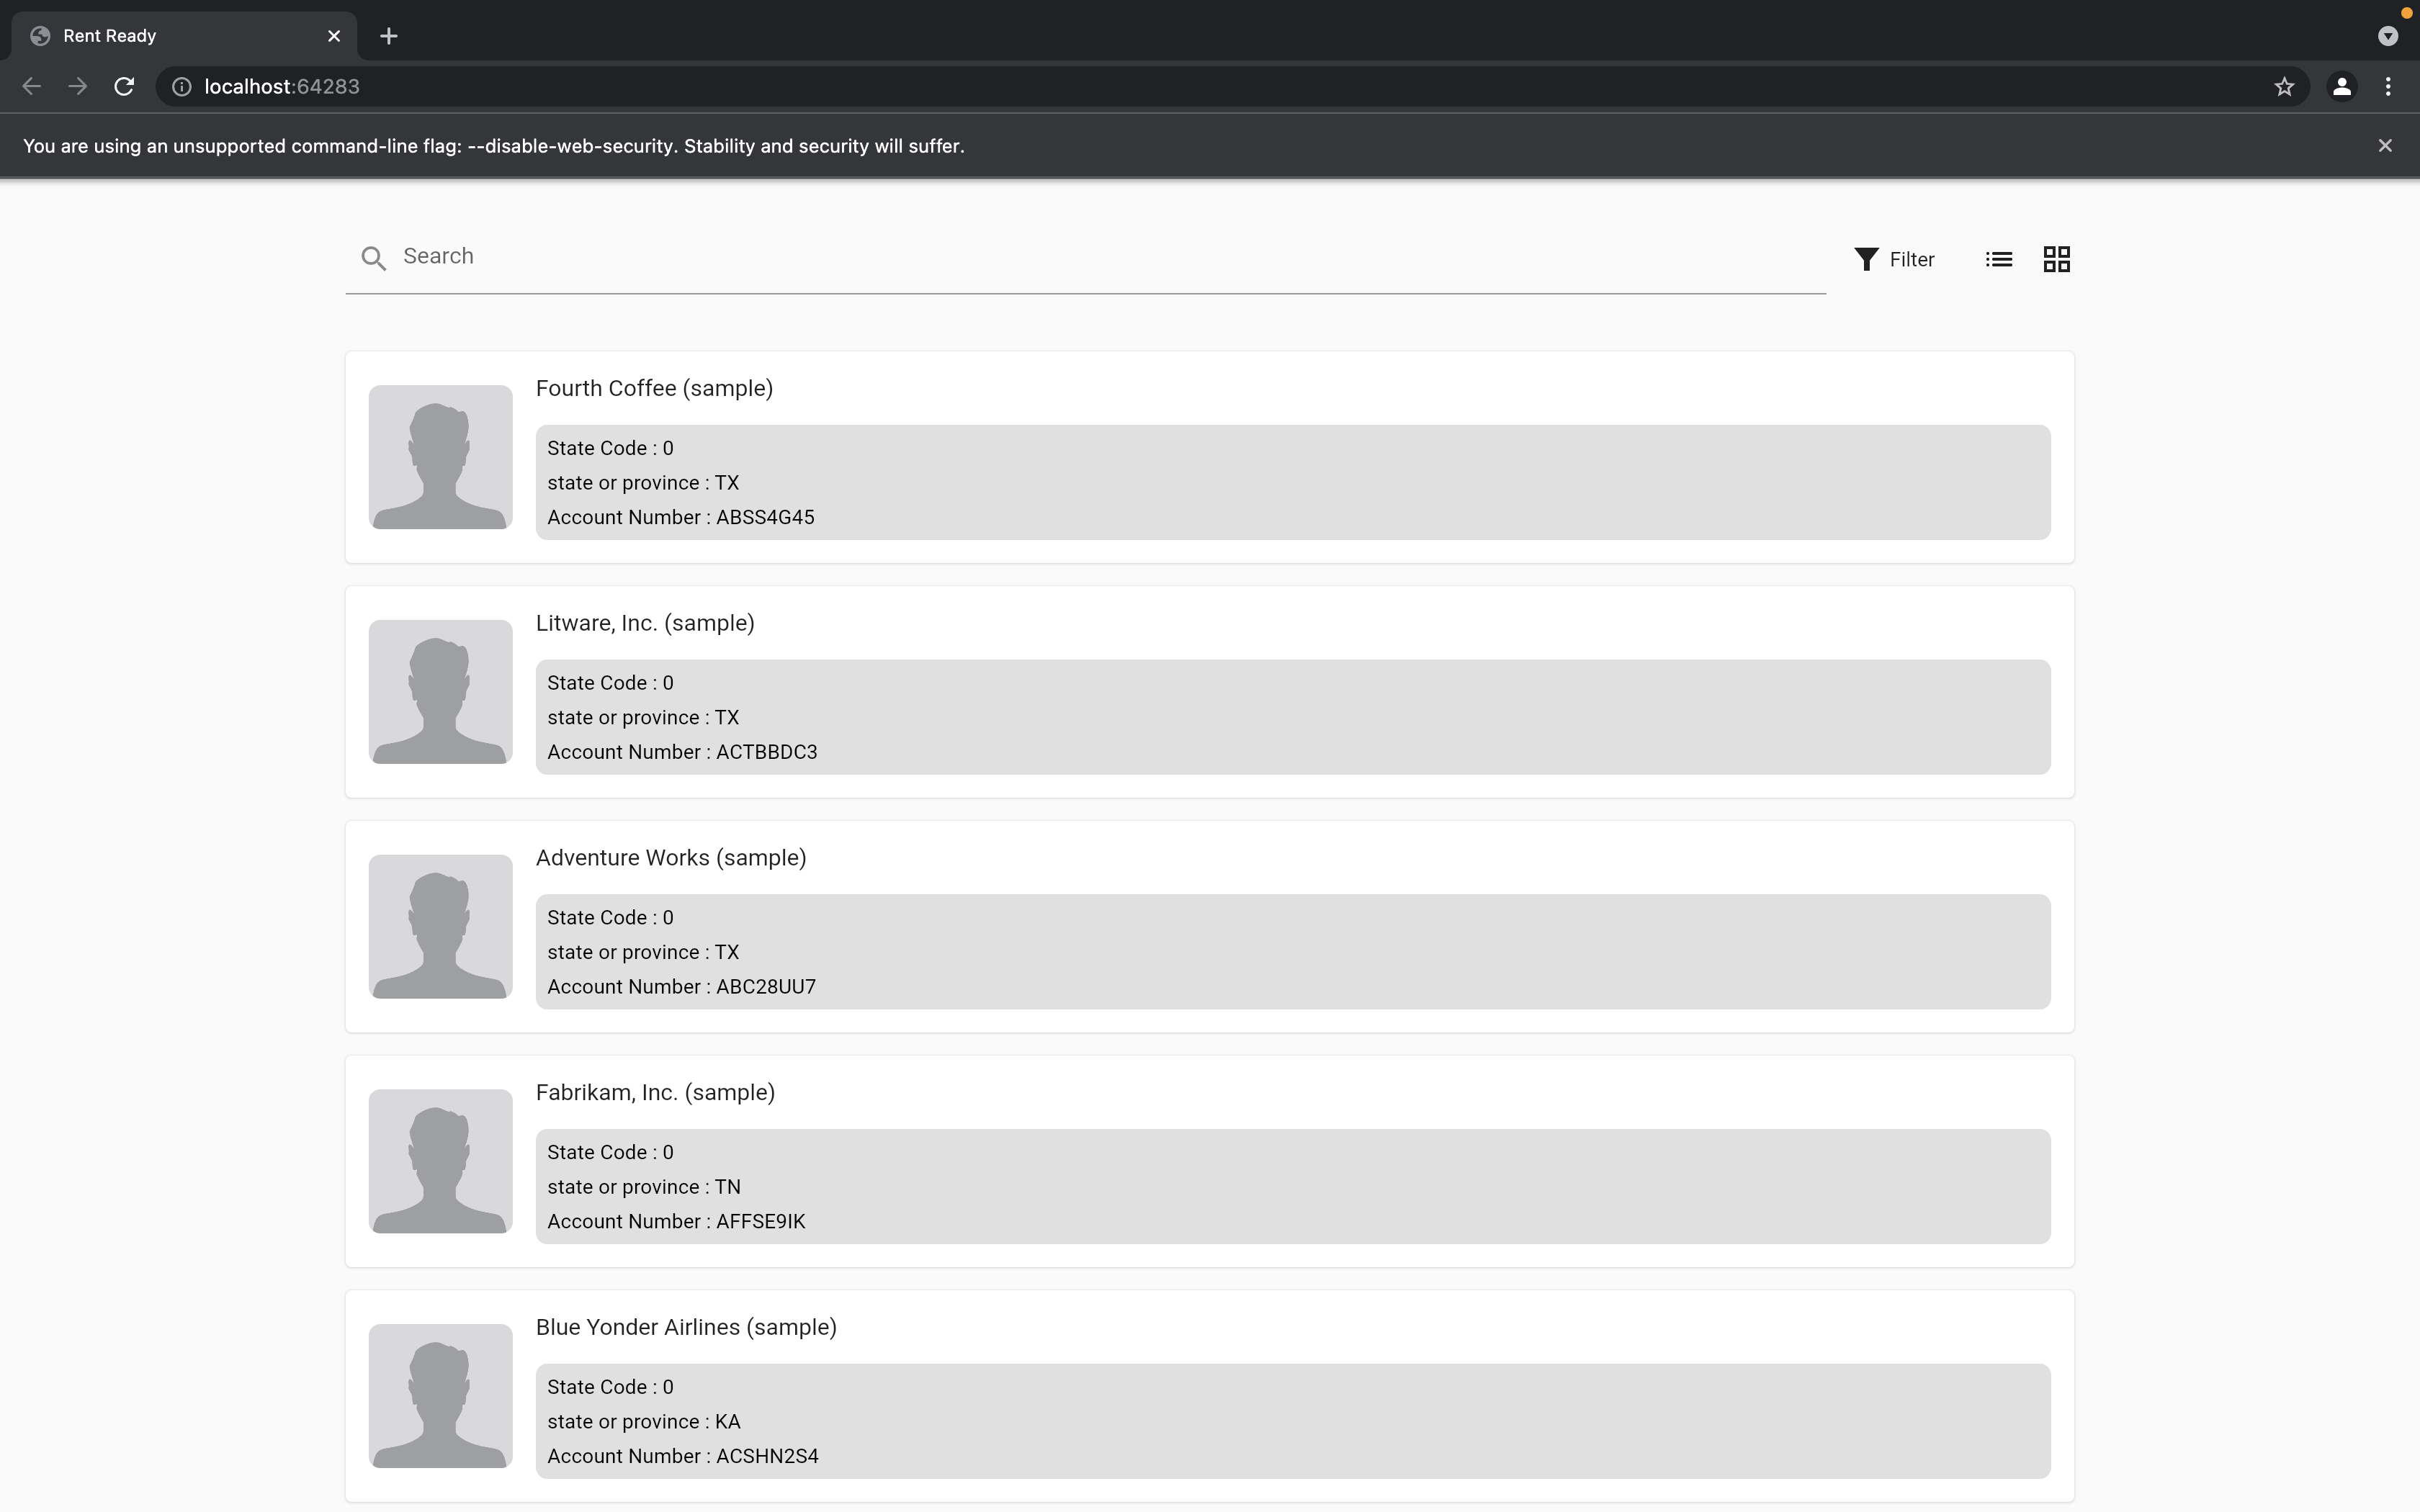 Rent Ready
localhost:64283
You are using an unsupported command-line flag: --disable-web-security. Stability and security will suffer.
Search
Filter
Fourth Coffee (sample)
State Code : 0
state or province : TX
Account Number : ABSS4G45
Litware, Inc. (sample)
State Code : 0
state or province : TX
Account Number : ACTBBDC3
Adventure Works (sample)
State Code : 0
state or province : TX
Account Number : ABC28UU7
Fabrikam, Inc. (sample)
State Code : 0
state or province : TN
Account Number : AFFSE9IK
Blue Yonder Airlines (sample)
State Code : 0
state or province : KA
Account Number : ACSHN2S4